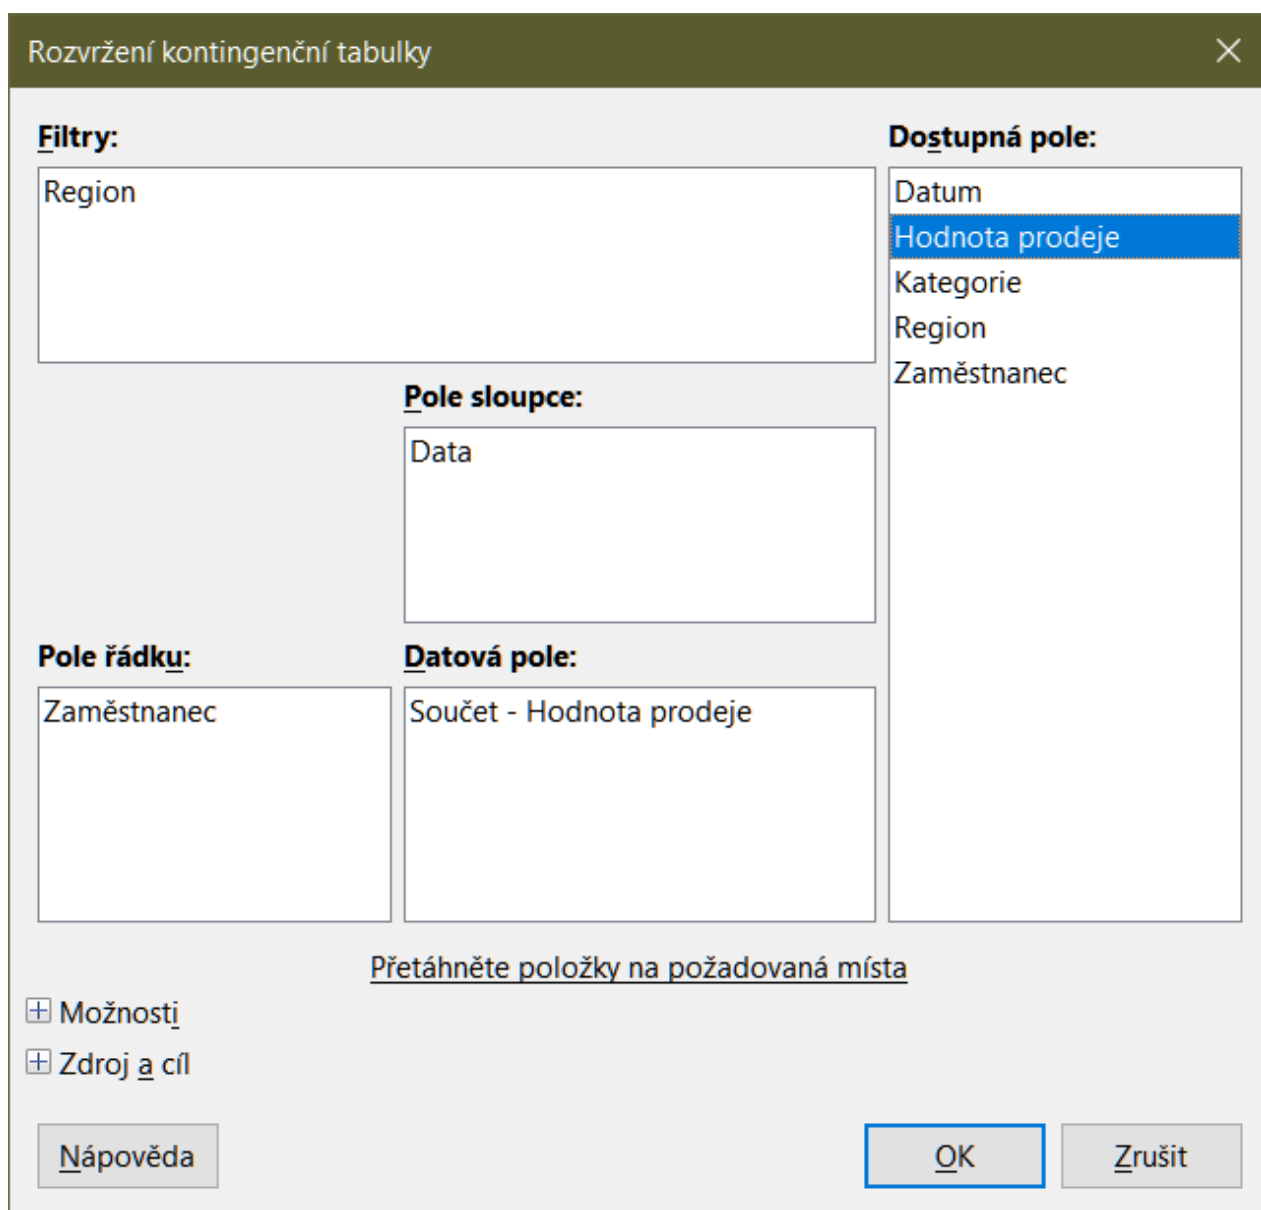 Rozvržení kontingenční tabulky
Filtry:
Region
Pole sloupce:
Data
Pole řádku:
Zaměstnanec
Datová pole:
Součet - Hodnota prodeje
Dostupná pole:
Datum
Hodnota prodeje
Kategorie
Region
Zaměstnanec
Přetáhněte položky na požadovaná místa
Možnosti
Zdroj a cíl
Nápověda
OK
Zrušit